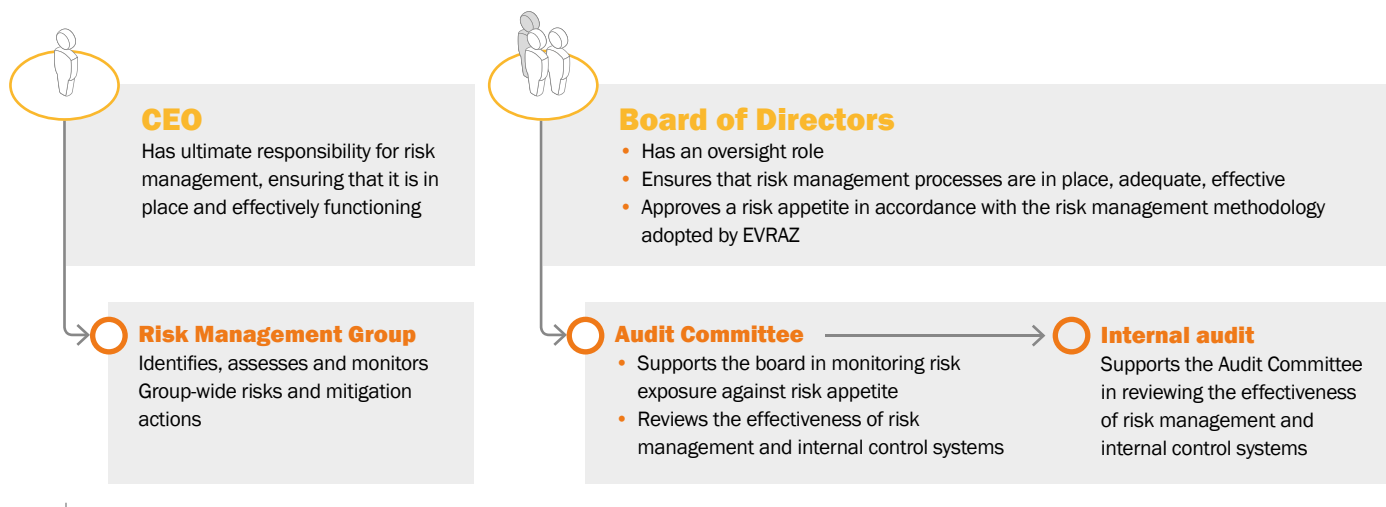 CEO
Has ultimate responsibility for risk
management, ensuring that it is in
place and effectively functioning
Board of Directors
• Has an oversight role
• Ensures that risk management processes are in place, adequate, effective
• Approves a risk appetite in accordance with the risk management methodology
adopted by EVRAZ
Risk Management Group
Identifies, assesses and monitors
Group-wide risks and mitigation
actions
Audit Committee
• Supports the board in monitoring risk
exposure against risk appetite
• Reviews the effectiveness of risk
management and internal control systems
Internal audit
Supports the Audit Committee
in reviewing the effectiveness
of risk management and
internal control systems